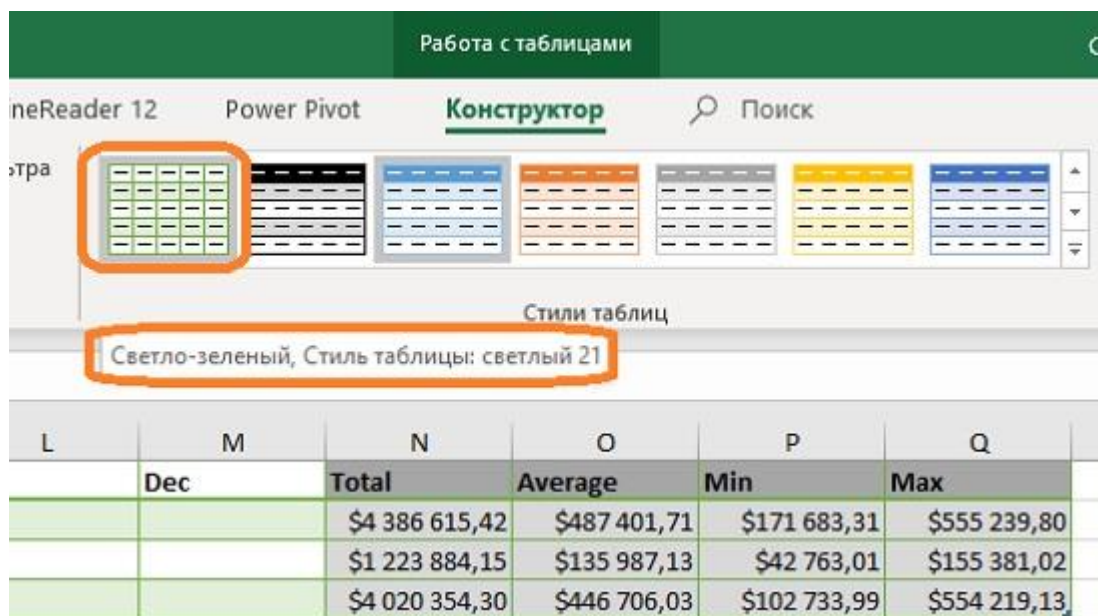 Работа с таблицами
neReader 12 Power Pivot Конструктор Поиск
ьтра
Стили таблиц
Светло-зеленый, Стиль таблицы: светлый 21
L M N O P Q
Dec Total Average Min Max
$4 386 615,42 $487 401,71 $171 683,31 $555 239,80
$1 223 884,15 $135 987,13 $42 763,01 $155 381,02
$4 020 354,30 $446 706,03 $102 733,99 $554 219,13